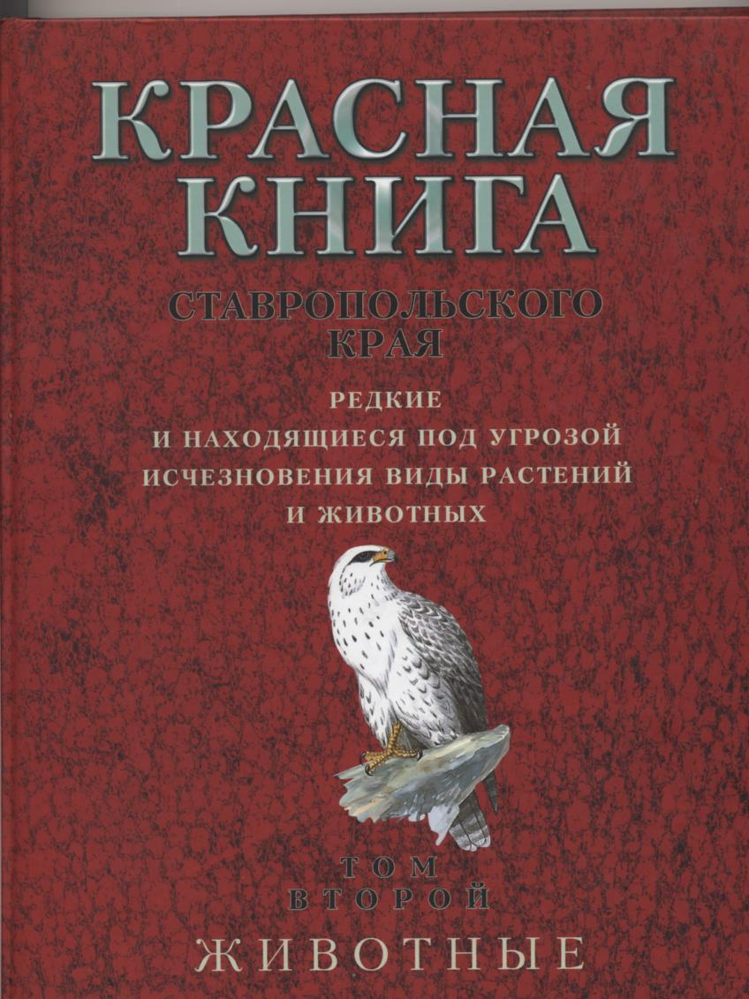 КРАСНАЯ
КНИГА
СТАВРОПОЛЬСКОГО
КРАЯ
РЕДКИЕ
И НАХОДЯЩИЕСЯ ПОД УГРОЗОЙ
ИСЧЕЗНОВЕНИЯ ВИДЫ РАСТЕНИЙ
И ЖИВОТНЫХ
ТОМ
ВТОРОЙ
ЖИВОТНЫЕ